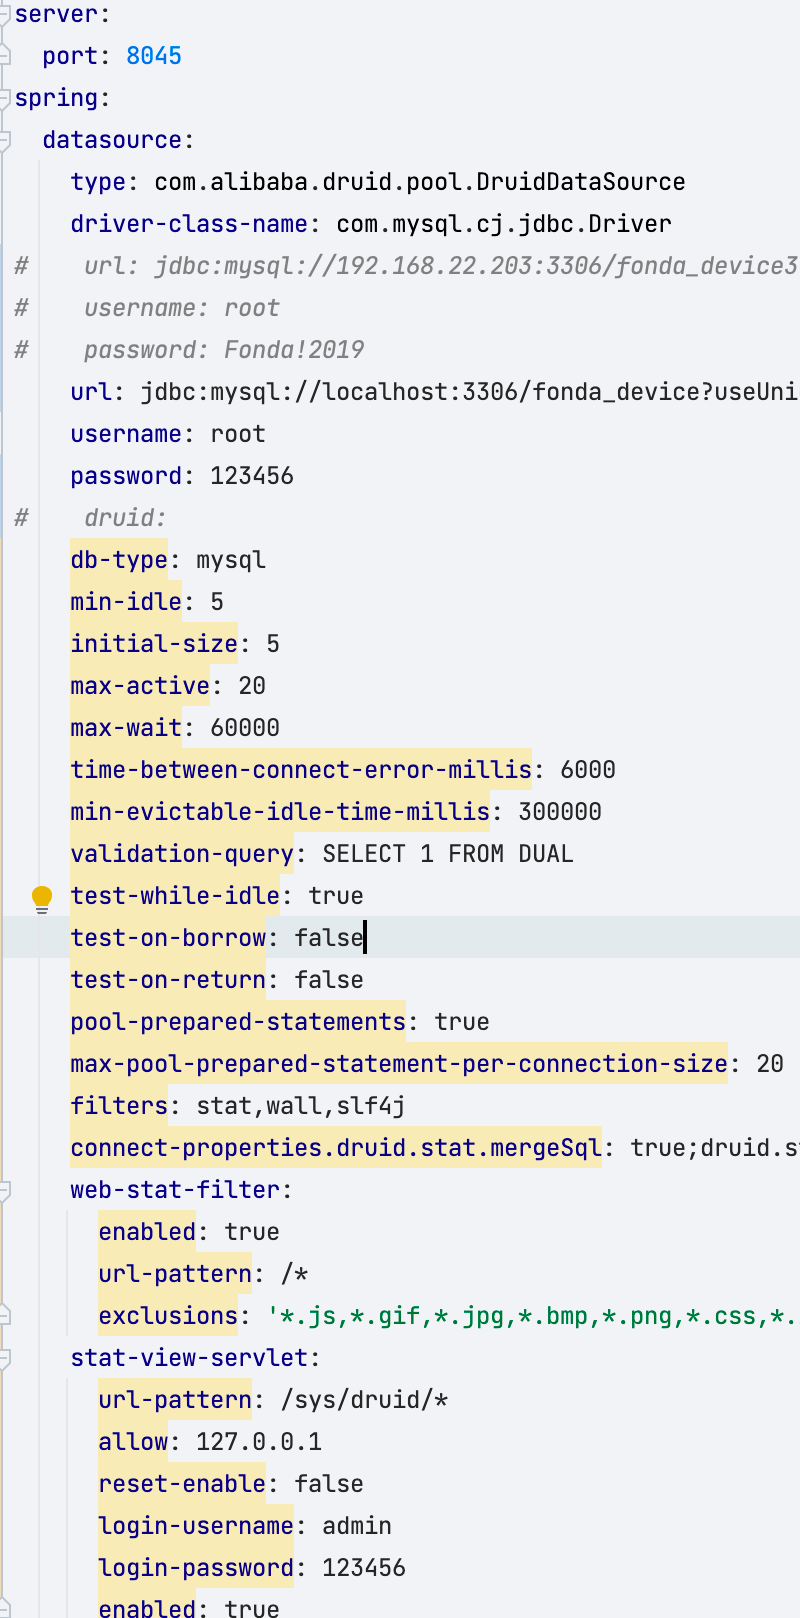 server:
  port: 8045
spring:
  datasource:
    type: com.alibaba.druid.pool.DruidDataSource
    driver-class-name: com.mysql.cj.jdbc.Driver
#    url: jdbc:mysql://192.168.22.203:3306/fonda_device3
#    username: root
#    password: Fonda!2019
    url: jdbc:mysql://localhost:3306/fonda_device?useUni
    username: root
    password: 123456
#    druid:
    db-type: mysql
    min-idle: 5
    initial-size: 5
    max-active: 20
    max-wait: 60000
    time-between-connect-error-millis: 6000
    min-evictable-idle-time-millis: 300000
    validation-query: SELECT 1 FROM DUAL
    test-while-idle: true
    test-on-borrow: false
    test-on-return: false
    pool-prepared-statements: true
    max-pool-prepared-statement-per-connection-size: 20
    filters: stat,wall,slf4j
    connect-properties.druid.stat.mergeSql: true;druid.s
    web-stat-filter:
      enabled: true
      url-pattern: /*
      exclusions: '*.js,*.gif,*.jpg,*.bmp,*.png,*.css,*.
    stat-view-servlet:
      url-pattern: /sys/druid/*
      allow: 127.0.0.1
      reset-enable: false
      login-username: admin
      login-password: 123456
      enabled: true